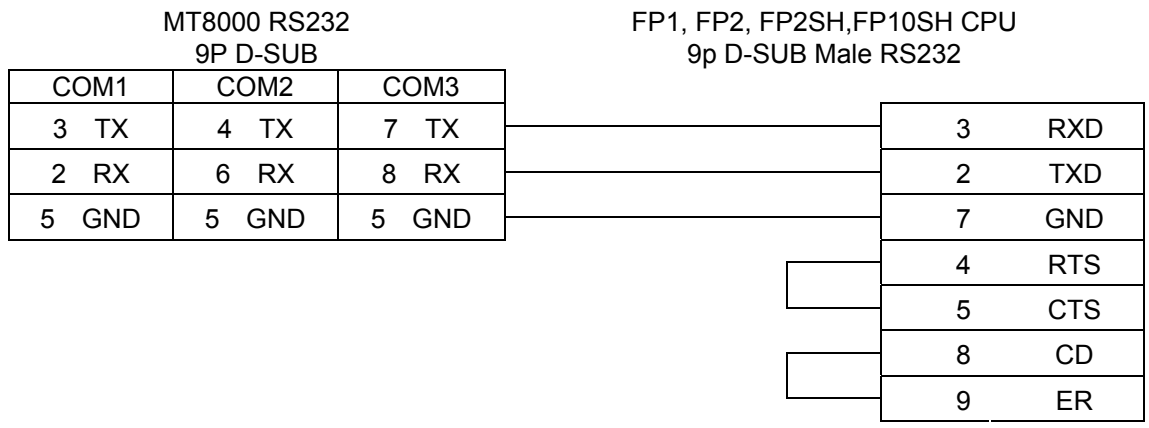 MT8000 RS232 FP1, FP2, FP2SH,FP10SH CPU
9P D-SUB 9p D-SUB Male RS232
COM1 COM2 COM3
3 TX 4 TX 7 TX 3 RXD
2 RX 6 RX 8 RX 2 TXD
5 GND 5 GND 5 GND 7 GND
4 RTS
5 CTS
8 CD
9 ER